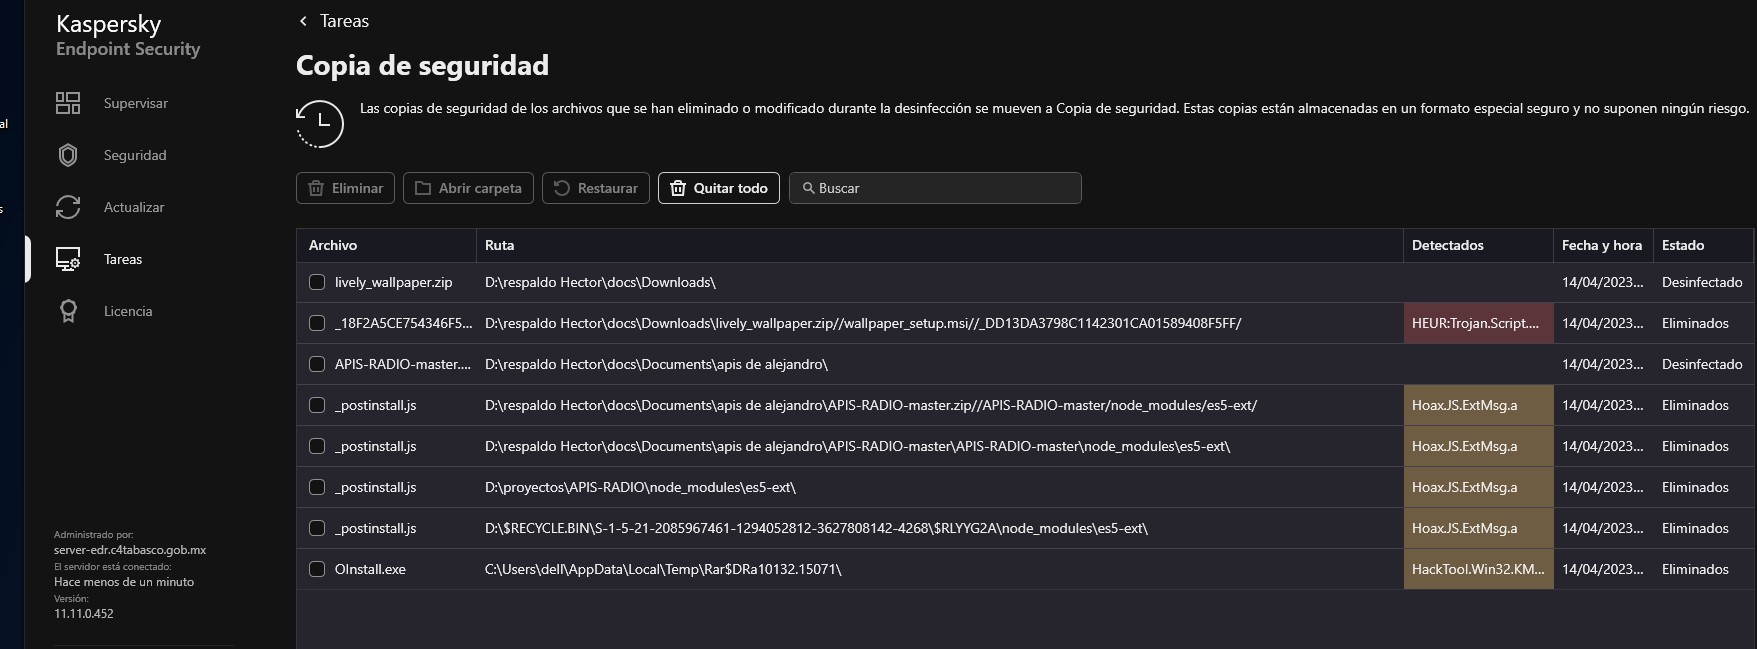 Kaspersky
Endpoint Security
Supervisar
Seguridad
Actualizar
Tareas
Licencia
Administrado por:
server-edr.c4tabasco.gob.mx
El servidor está conectado:
Hace menos de un minuto
Versión:
11.11.0.452
al
s
Tareas
Copia de seguridad
Las copias de seguridad de los archivos que se han eliminado o modificado durante la desinfección se mueven a Copia de seguridad. Estas copias están almacenadas en un formato especial seguro y no suponen ningún riesgo.
Eliminar Abrir carpeta Restaurar Quitar todo Buscar
Archivo Ruta Detectados Fecha y hora Estado
lively_wallpaper.zip D:\respaldo Hector\docs\Downloads\ 14/04/2023... Desinfectado
_18F2A5CE754346F5... D:\respaldo Hector\docs\Downloads\lively_wallpaper.zip//wallpaper_setup.msi//_DD13DA3798C1142301CA01589408F5FF/ HEUR:Trojan.Script.... 14/04/2023... Eliminados
APIS-RADIO-master.... D:\respaldo Hector\docs\Documents\apis de alejandro\ 14/04/2023... Desinfectado
_postinstall.js D:\respaldo Hector\docs\Documents\apis de alejandro\APIS-RADIO-master.zip//APIS-RADIO-master/node_modules/es5-ext/ Hoax.JS.ExtMsg.a 14/04/2023... Eliminados
_postinstall.js D:\respaldo Hector\docs\Documents\apis de alejandro\APIS-RADIO-master\APIS-RADIO-master\node_modules\es5-ext\ Hoax.JS.ExtMsg.a 14/04/2023... Eliminados
_postinstall.js D:\proyectos\APIS-RADIO\node_modules\es5-ext\ Hoax.JS.ExtMsg.a 14/04/2023... Eliminados
_postinstall.js D:\$RECYCLE.BIN\S-1-5-21-2085967461-1294052812-3627808142-4268\$RLYYG2A\node_modules\es5-ext\ Hoax.JS.ExtMsg.a 14/04/2023... Eliminados
OInstall.exe C:\Users\dell\AppData\Local\Temp\Rar$DRa10132.15071\ HackTool.Win32.KM... 14/04/2023... Eliminados